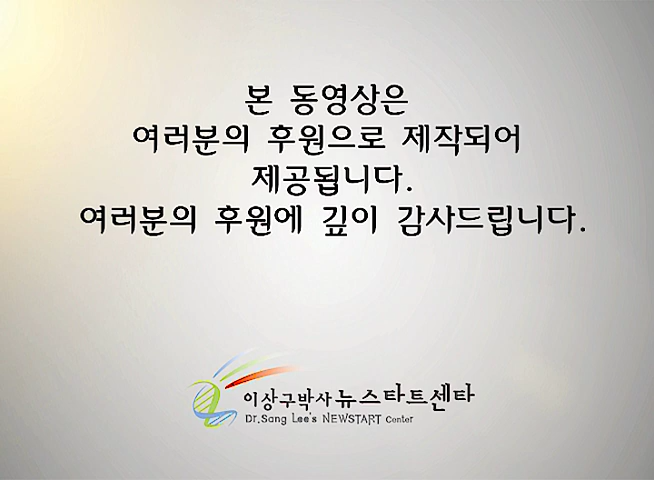 본 동영상은
여러분의 후원으로 제작되어
제공됩니다.
여러분의 후원에 깊이 감사드립니다.
이상구박사 뉴스타트센타
Dr.Sang Lee's NEWSTART Center